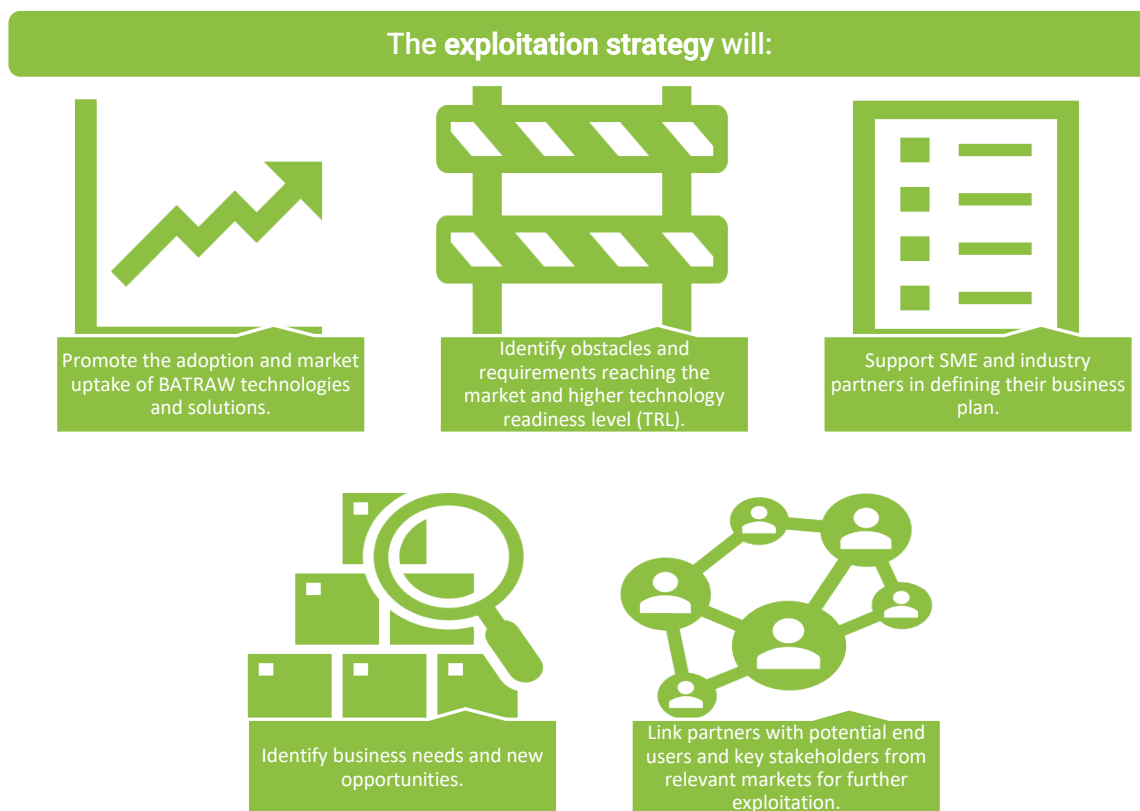 The exploitation strategy will:
Promote the adoption and market
uptake of BATRAW technologies
and solutions.
Identify obstacles and
requirements reaching the
market and higher technology
readiness level (TRL).
Support SME and industry
partners in defining their business
plan.
Identify business needs and new
opportunities.
Link partners with potential end
users and key stakeholders from
relevant markets for further
exploitation.